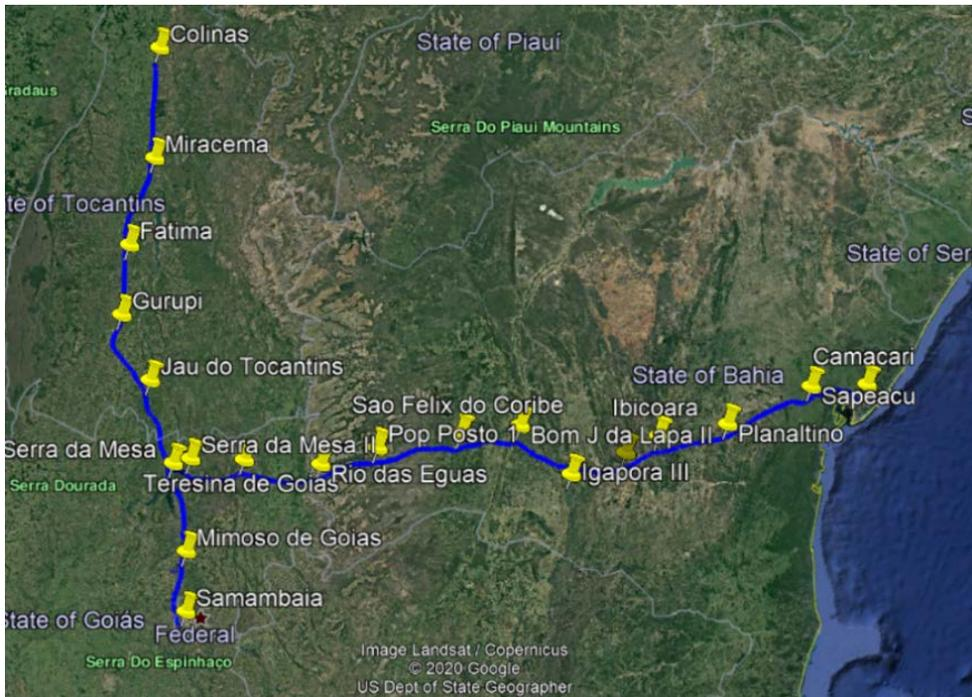 Colinas
State of Piauí
Gradaus
Serra Do Piaui Mountains
Miracema
te of Tocantins
Fatima
State of Ser
Gurupi
Jau do Tocantins
Camacari
State of Bahia
Sapeacu
Sao Felix do Coribe
Ibicoara
Serra da Mesa
Serra da Mesa II
Pop Posto 1
Bom J da Lapa II
Planaltino
Serra Dourada
Teresina de Goias
Rio das Eguas
Igapora III
Mimoso de Goias
Samambaia
State of Goiás
Federal
Serra Do Espinhaço
Image Landsat / Copernicus
© 2020 Google
US Dept of State Geographer